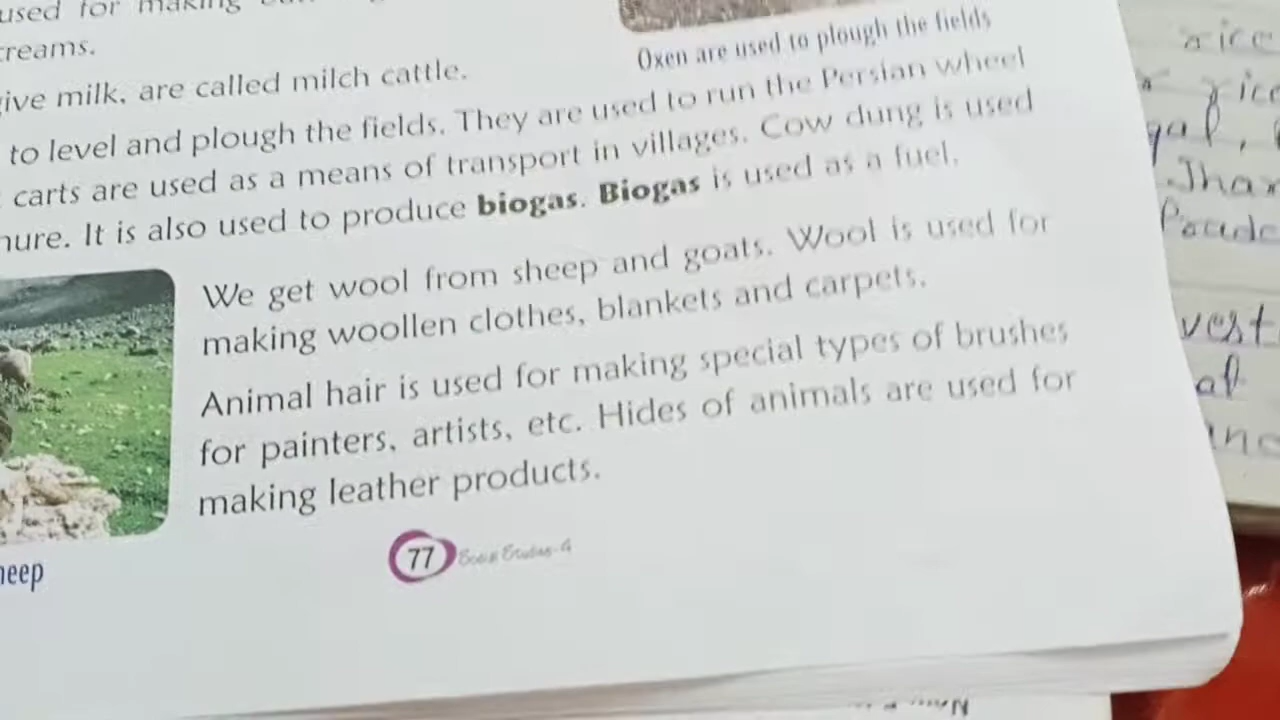 used for making
creams.
Oxen are used to plough the fields
give milk, are called milch cattle.
to level and plough the fields. They are used to run the Persian wheel
carts are used as a means of transport in villages. Cow dung is used
nure. It is also used to produce biogas. Biogas is used as a fuel.
We get wool from sheep and goats. Wool is used for
making woollen clothes, blankets and carpets.
Animal hair is used for making special types of brushes
for painters, artists, etc. Hides of animals are used for
making leather products.
heep
77 Social Studies-4
rice